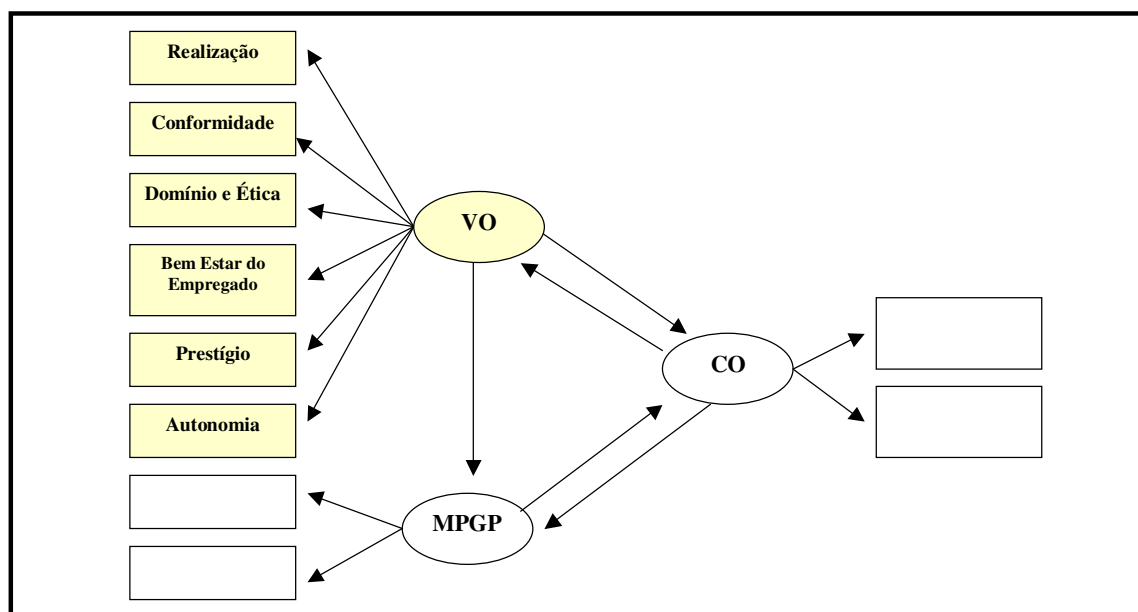 Realização
Conformidade
Domínio e Ética
Bem Estar do
Empregado
Prestígio
Autonomia
VO
CO
MPGP